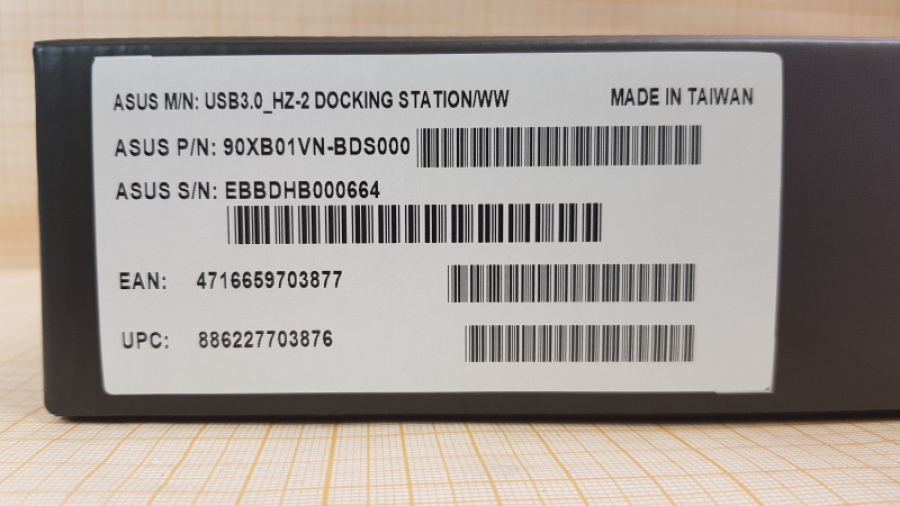 ASUS M/N: USB3.0_HZ-2 DOCKING STATION/WW MADE IN TAIWAN
ASUS P/N: 90XB01VN-BDS000
ASUS S/N: EBBDHB000664
EAN: 4716659703877
UPC: 886227703876